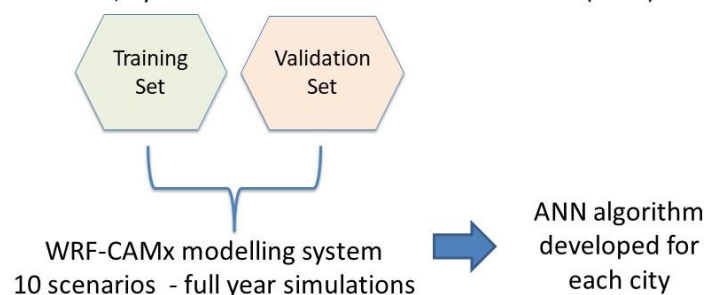 Training
Set
Validation
Set
WRF-CAMx modelling system
10 scenarios - full year simulations
ANN algorithm
developed for
each city